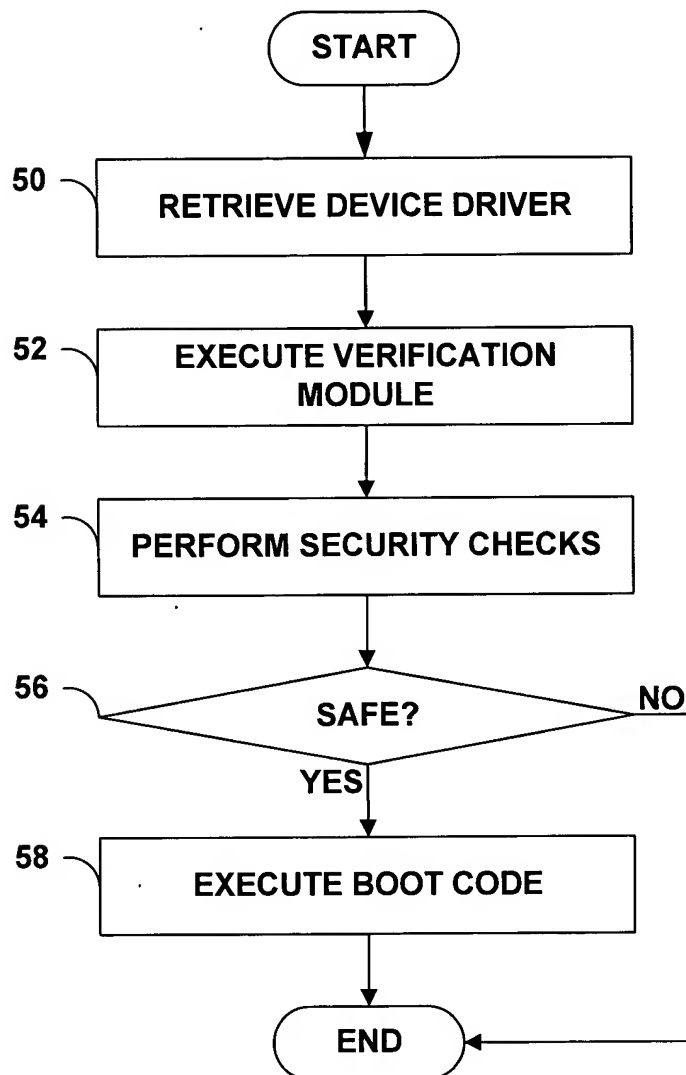 START
50
RETRIEVE DEVICE DRIVER
52
EXECUTE VERIFICATION
MODULE
54
PERFORM SECURITY CHECKS
56
SAFE?
NO
YES
58
EXECUTE BOOT CODE
END